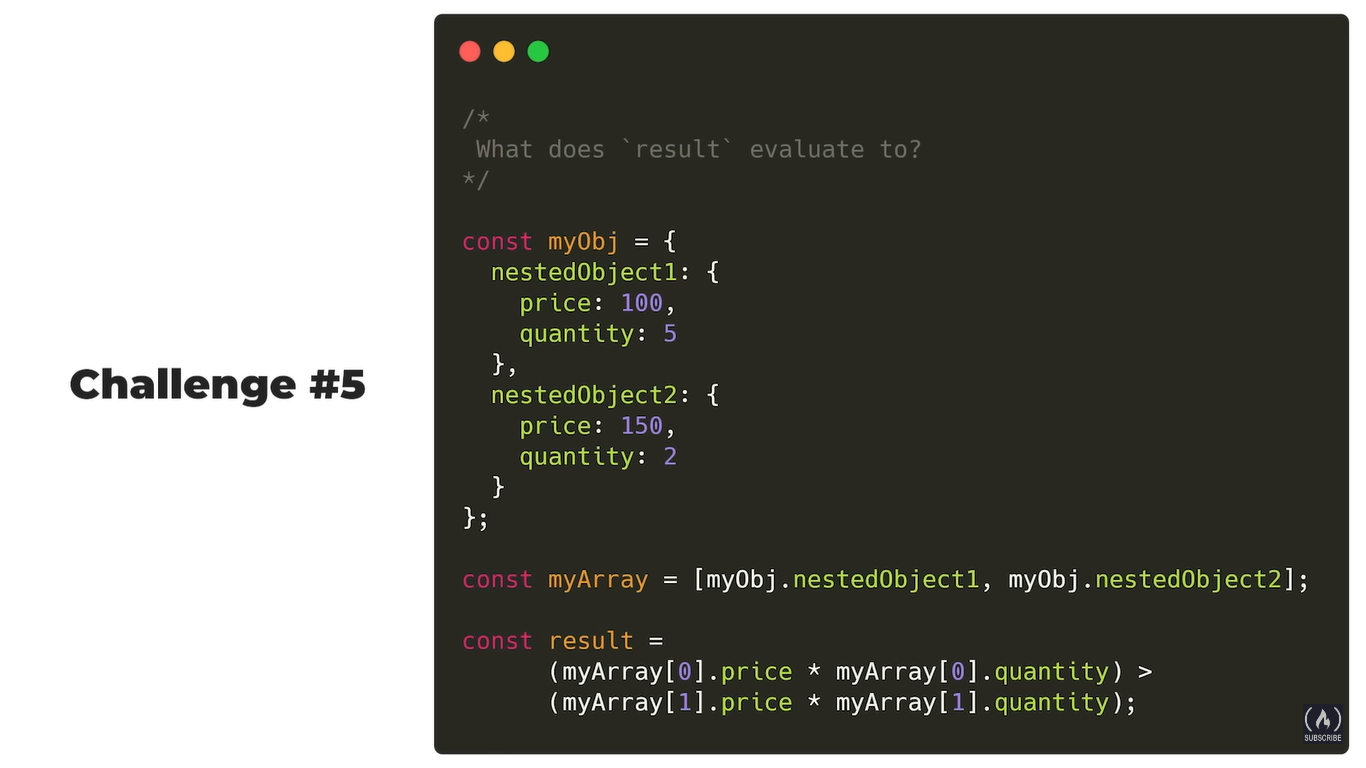 Challenge #5
/*
 What does `result` evaluate to?
*/
const myObj = {
  nestedObject1: {
    price: 100,
    quantity: 5
  },
  nestedObject2: {
    price: 150,
    quantity: 2
  }
};
const myArray = [myObj.nestedObject1, myObj.nestedObject2];
const result =
      (myArray[0].price * myArray[0].quantity) >
      (myArray[1].price * myArray[1].quantity);
SUBSCRIBE